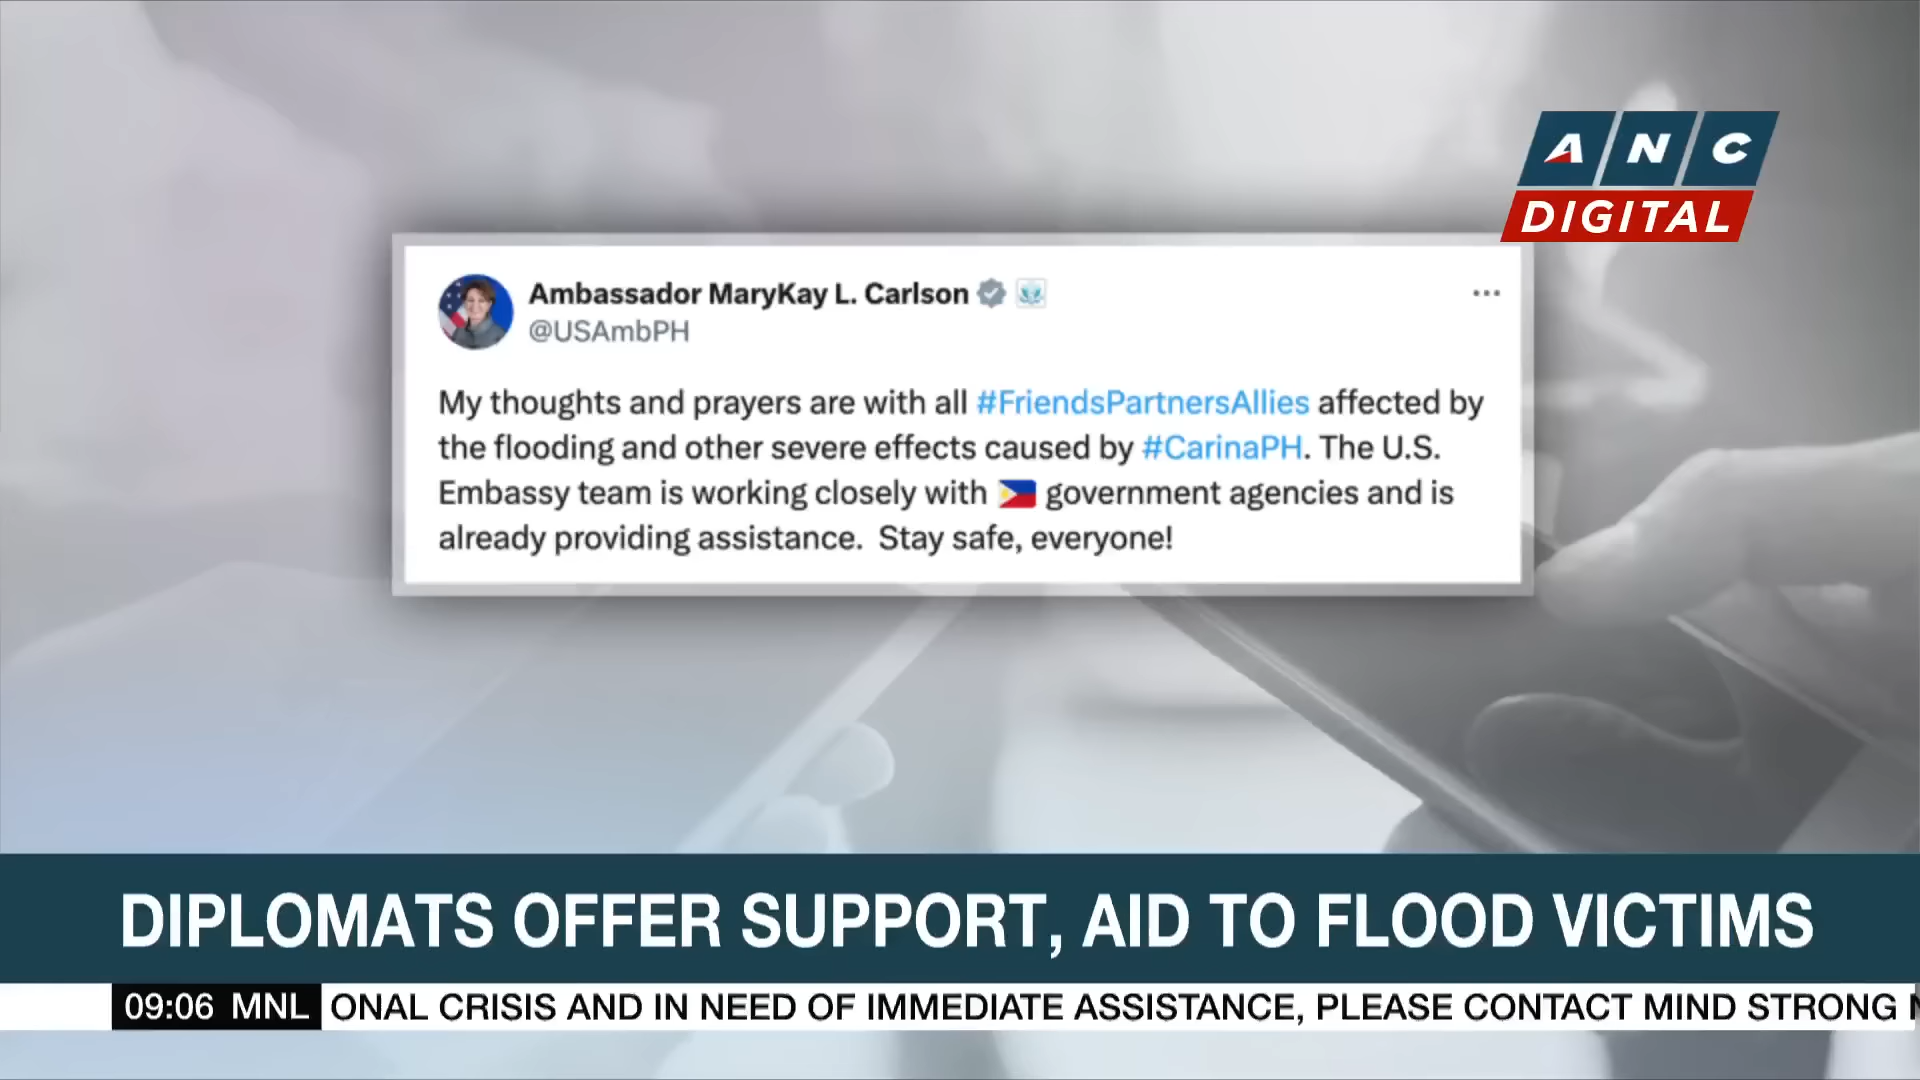 ANC
DIGITAL
Ambassador MaryKay L. Carlson
@USAmbPH
My thoughts and prayers are with all #FriendsPartnersAllies affected by
the flooding and other severe effects caused by #CarinaPH. The U.S.
Embassy team is working closely with 🇵🇭 government agencies and is
already providing assistance.  Stay safe, everyone!
DIPLOMATS OFFER SUPPORT, AID TO FLOOD VICTIMS
09:06 MNL ONAL CRISIS AND IN NEED OF IMMEDIATE ASSISTANCE, PLEASE CONTACT MIND STRONG